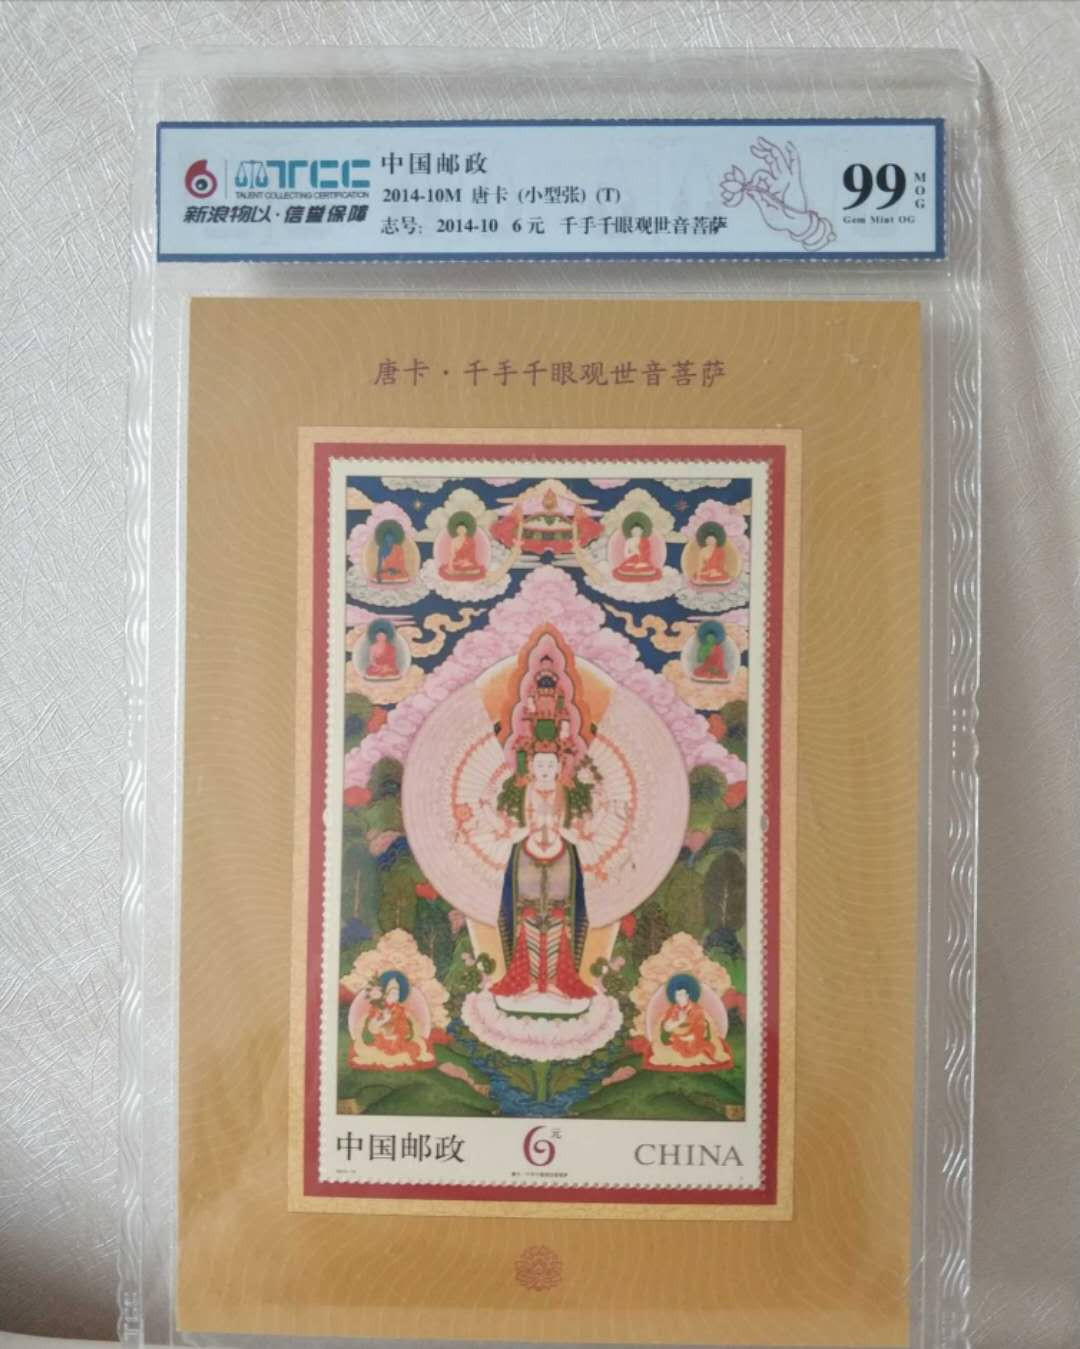 TCC
TALENT COLLECTING CERTIFICATION
新浪物以·信誉保障
中国邮政
2014-10M 唐卡 (小型张) (T)
志号: 2014-10 6元 千手千眼观世音菩萨
99
MOG
Gem Mint OG
唐卡·千手千眼观世音菩萨
中国邮政
6元
CHINA
TCC